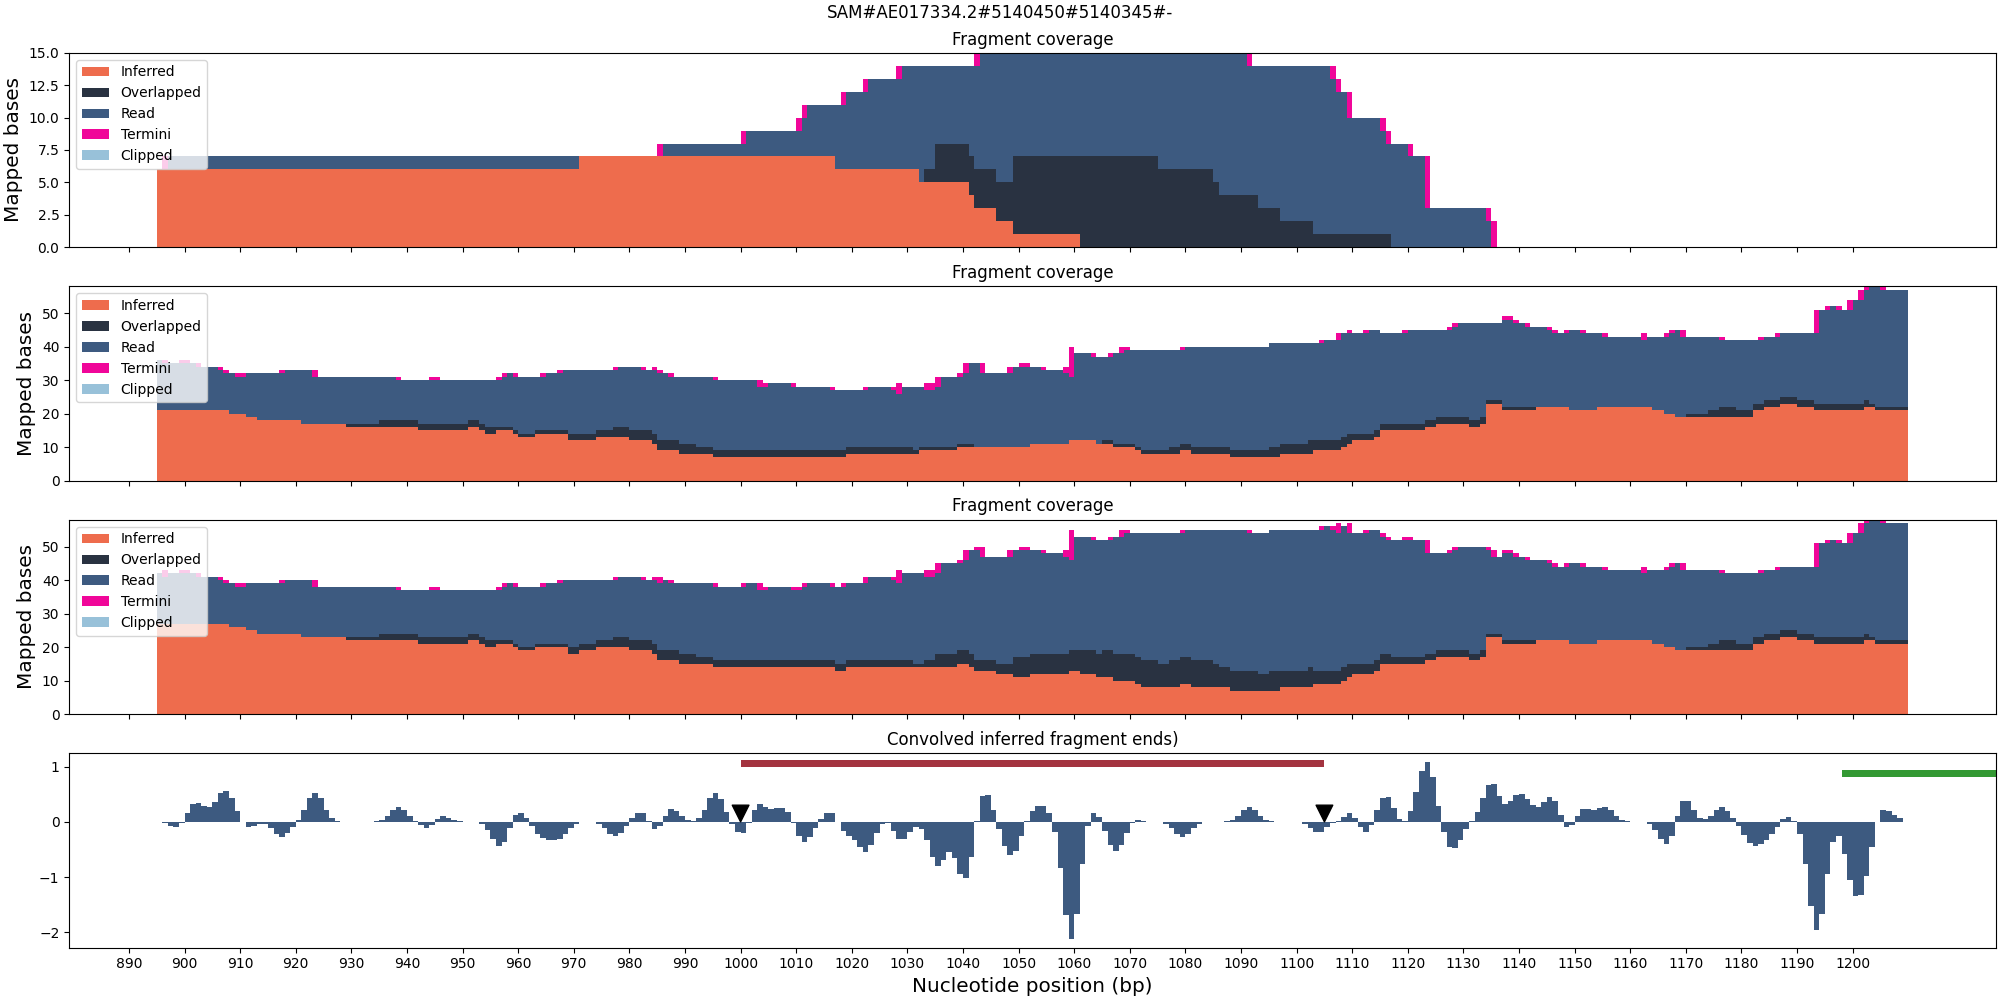 SAM#AE017334.2#5140450#5140345#-
Fragment coverage
Mapped bases
15.0
12.5
10.0
7.5
5.0
2.5
0.0
Inferred
Overlapped
Read
Termini
Clipped
Fragment coverage
Mapped bases
50
40
30
20
10
0
Inferred
Overlapped
Read
Termini
Clipped
Fragment coverage
Mapped bases
50
40
30
20
10
0
Inferred
Overlapped
Read
Termini
Clipped
Convolved inferred fragment ends)
1
0
−1
−2
890 900 910 920 930 940 950 960 970 980 990 1000 1010 1020 1030 1040 1050 1060 1070 1080 1090 1100 1110 1120 1130 1140 1150 1160 1170 1180 1190 1200
Nucleotide position (bp)